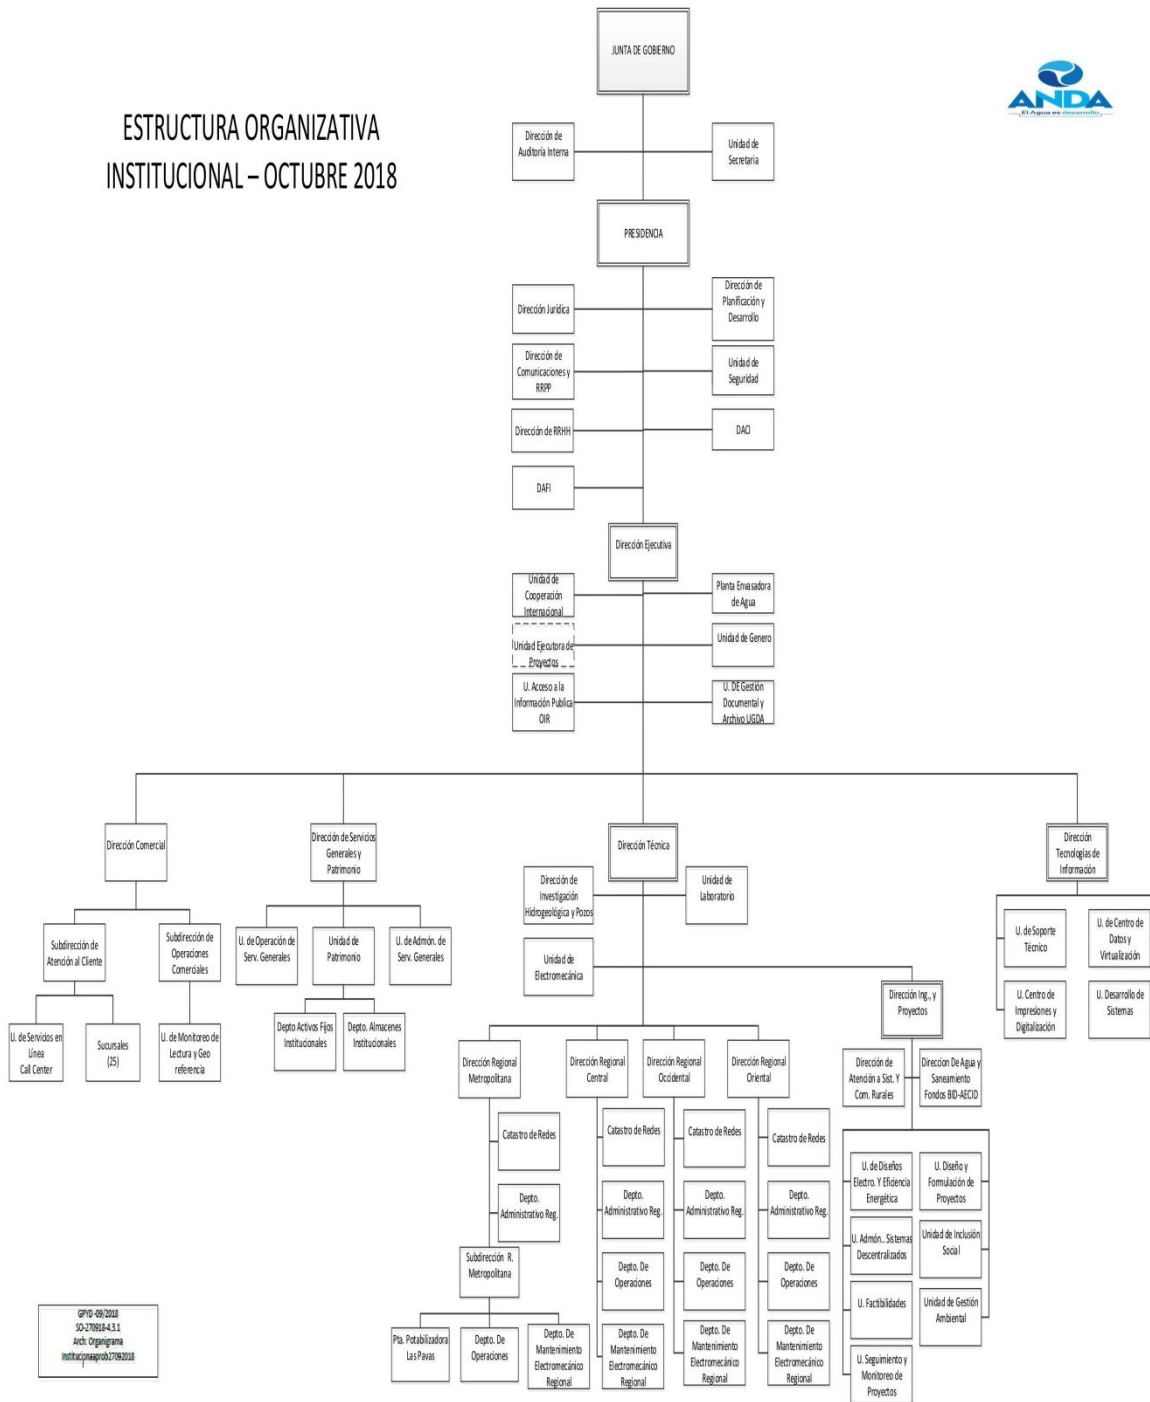 JUNTA DE GOBIERNO
ANDA
El Agua es desarrollo
ESTRUCTURA ORGANIZATIVA
INSTITUCIONAL – OCTUBRE 2018
Dirección de
Auditoría Interna
Unidad de
Secretaria
PRESIDENCIA
Dirección Jurídica
Dirección de
Planificación y
Desarrollo
Dirección de
Comunicaciones y
RRPP
Unidad de
Seguridad
Dirección de RRHH
DACI
DAFI
Dirección Ejecutiva
Unidad de
Cooperación
Internacional
Planta Envasadora
de Agua
Unidad Ejecutora de
Proyectos
Unidad de Genero
U. Acceso a la
Información Publica
OIR
U. DE Gestión
Documental y
Archivo UGDA
Dirección Comercial
Dirección de Servicios
Generales y
Patrimonio
Dirección Técnica
Dirección
Tecnologías de
Información
Dirección de
Investigación
Hidrogeológica y Pozos
Unidad de
Laboratorio
Subdirección de
Atención al Cliente
Subdirección de
Operaciones
Comerciales
U. de Operación de
Serv. Generales
Unidad de
Patrimonio
U. de Admón. de
Serv. Generales
Unidad de
Electromecánica
U. de Soporte
Técnico
U. de Centro de
Datos y
Virtualización
Dirección Ing., y
Proyectos
U. Centro de
Impresiones y
Digitalización
U. Desarrollo de
Sistemas
U. de Servicios en
Línea
Call Center
Sucursales
(25)
U. de Monitoreo de
Lectura y Geo
referencia
Depto Activos Fijos
Institucionales
Depto. Almacenes
Institucionales
Dirección Regional
Metropolitana
Dirección Regional
Central
Dirección Regional
Occidental
Dirección Regional
Oriental
Dirección de
Atención a Sist. Y
Com. Rurales
Direccion De Agua y
Saneamiento
Fondos BID-AECID
Catastro de Redes
Catastro de Redes
Catastro de Redes
Catastro de Redes
U. de Diseños
Electro. Y Eficiencia
Energética
U. Diseño y
Formulación de
Proyectos
Depto.
Administrativo Reg.
Depto.
Administrativo Reg.
Depto.
Administrativo Reg.
Depto.
Administrativo Reg.
U. Admón.. Sistemas
Descentralizados
Unidad de Inclusión
Social
Subdirección R.
Metropolitana
Depto. De
Operaciones
Depto. De
Operaciones
Depto. De
Operaciones
U. Factibilidades
Unidad de Gestión
Ambiental
Pta. Potabilizadora
Las Pavas
Depto. De
Operaciones
Depto. De
Mantenimiento
Electromecánico
Regional
Depto. De
Mantenimiento
Electromecánico
Regional
Depto. De
Mantenimiento
Electromecánico
Regional
Depto. De
Mantenimiento
Electromecánico
Regional
U. Seguimiento y
Monitoreo de
Proyectos
GPYD -09/2018
SO-270918-4.3.1
Arch: Organigrama